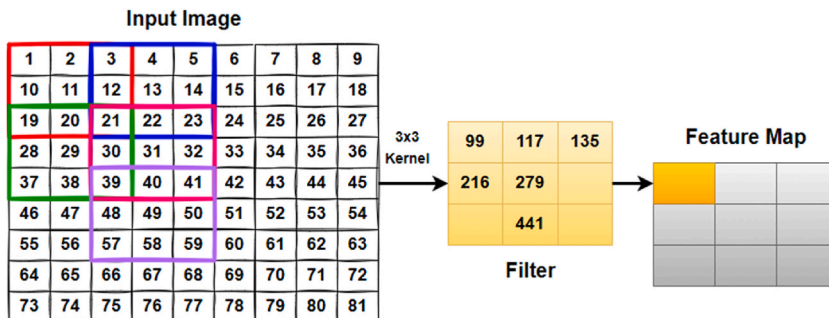 Input Image
1 2 3 4 5 6 7 8 9
10 11 12 13 14 15 16 17 18
19 20 21 22 23 24 25 26 27
28 29 30 31 32 33 34 35 36
37 38 39 40 41 42 43 44 45
46 47 48 49 50 51 52 53 54
55 56 57 58 59 60 61 62 63
64 65 66 67 68 69 70 71 72
73 74 75 76 77 78 79 80 81
3x3
Kernel
99 117 135
216 279
441
Filter
Feature Map